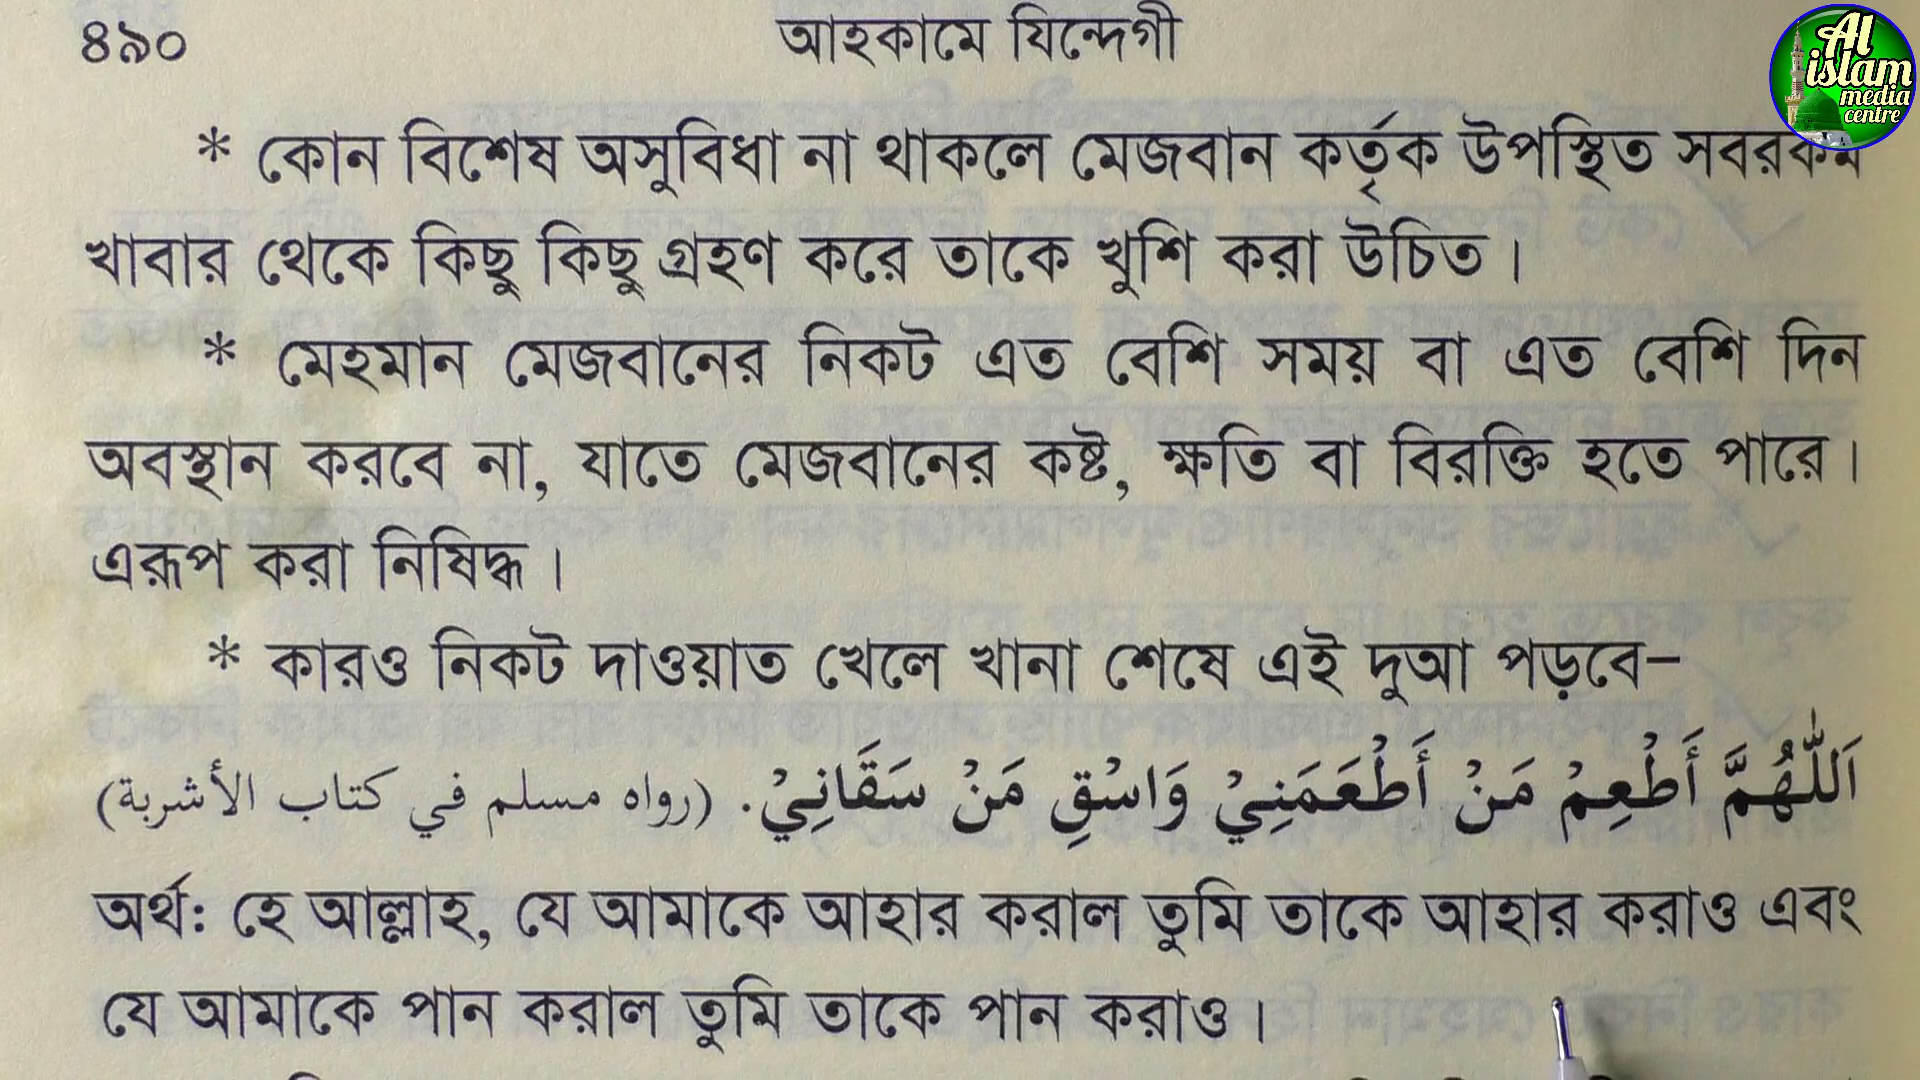 ৪৯০ আহকামে যিন্দেগী
Al islam media centre
* কোন বিশেষ অসুবিধা না থাকলে মেজবান কর্তৃক উপস্থিত সবরকম
খাবার থেকে কিছু কিছু গ্রহণ করে তাকে খুশি করা উচিত।
* মেহমান মেজবানের নিকট এত বেশি সময় বা এত বেশি দিন
অবস্থান করবে না, যাতে মেজবানের কষ্ট, ক্ষতি বা বিরক্তি হতে পারে।
এরূপ করা নিষিদ্ধ।
* কারও নিকট দাওয়াত খেলে খানা শেষে এই দুআ পড়বে–
اَللّٰهُمَّ أَطْعِمْ مَنْ أَطْعَمَنِيْ وَاسْقِ مَنْ سَقَانِيْ. (رواه مسلم في كتاب الأشربة)
অর্থ: হে আল্লাহ, যে আমাকে আহার করাল তুমি তাকে আহার করাও এবং
যে আমাকে পান করাল তুমি তাকে পান করাও।